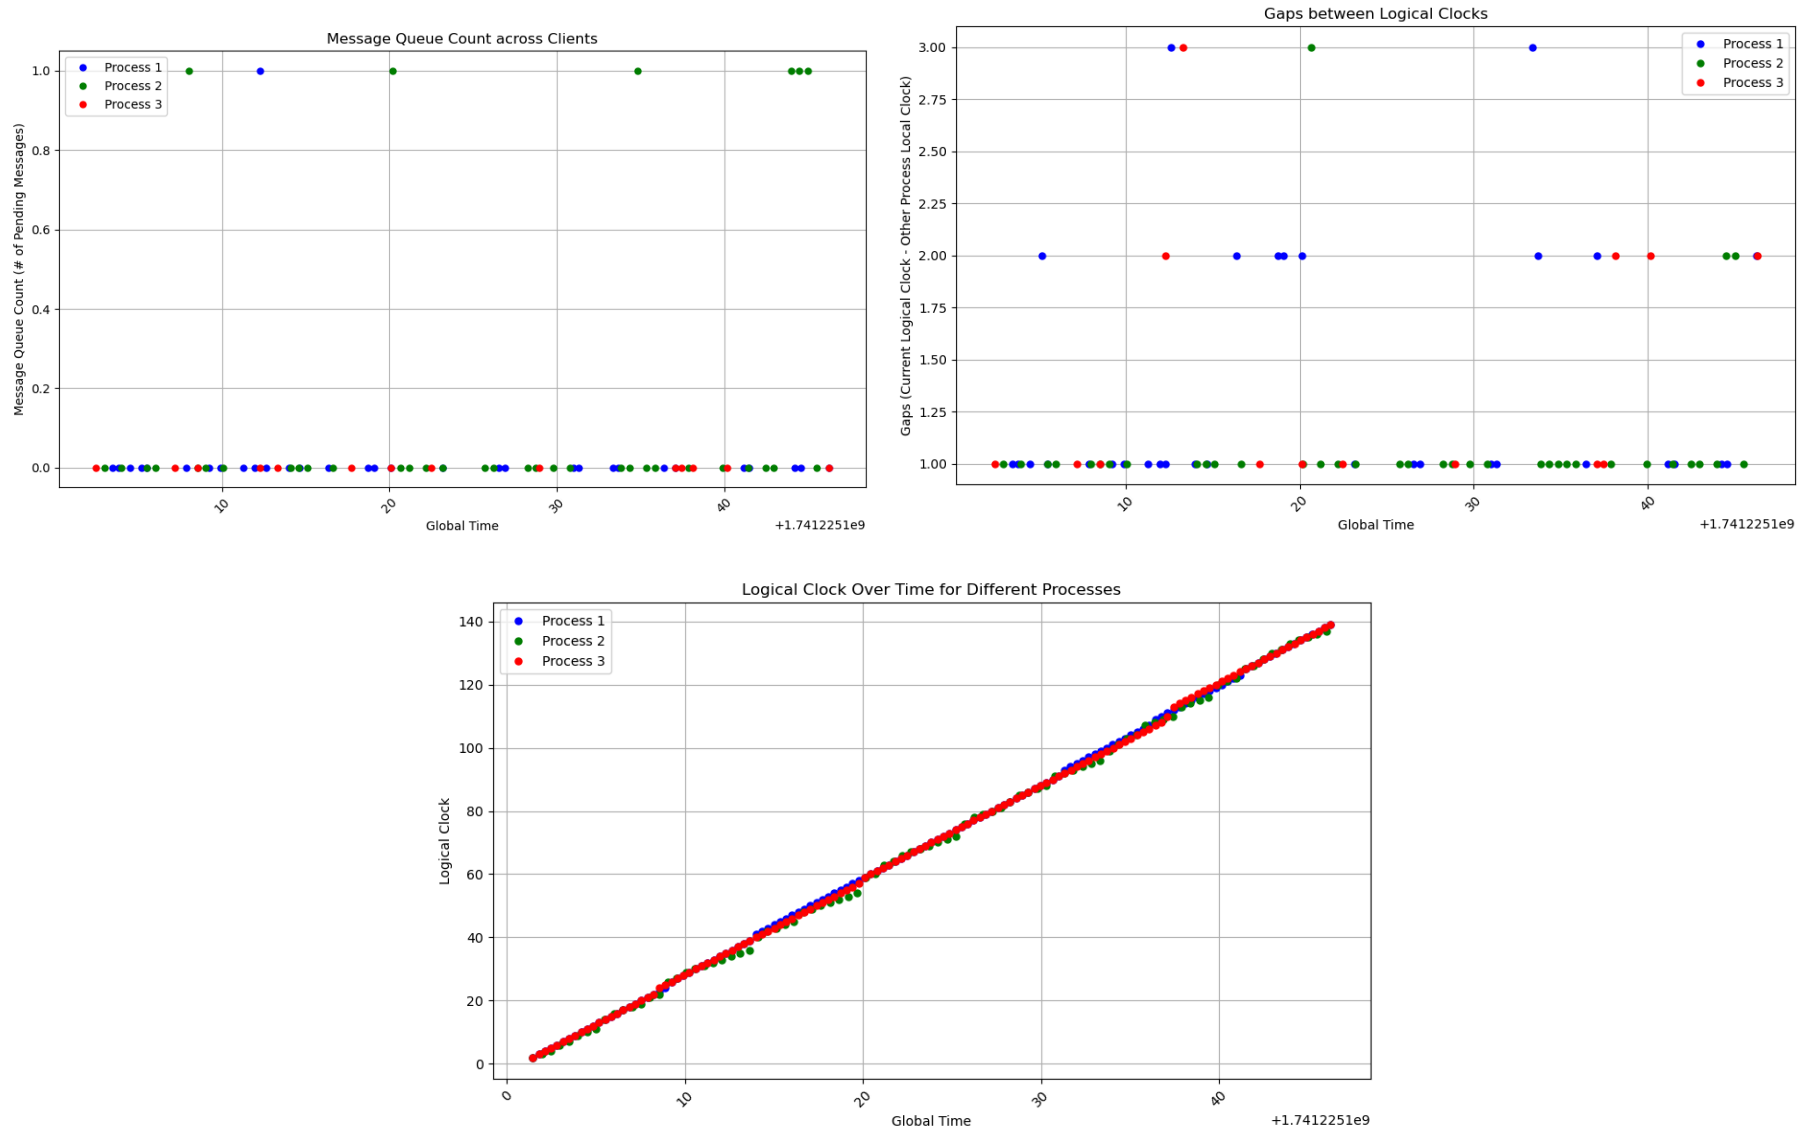 Message Queue Count across Clients
Message Queue Count (# of Pending Messages)
1.0
0.8
0.6
0.4
0.2
0.0
Process 1
Process 2
Process 3
10
20
30
40
Global Time
+1.7412251e9
Gaps between Logical Clocks
Gaps (Current Logical Clock - Other Process Local Clock)
3.00
2.75
2.50
2.25
2.00
1.75
1.50
1.25
1.00
Process 1
Process 2
Process 3
10
20
30
40
Global Time
+1.7412251e9
Logical Clock Over Time for Different Processes
Logical Clock
140
120
100
80
60
40
20
0
Process 1
Process 2
Process 3
0
10
20
30
40
Global Time
+1.7412251e9